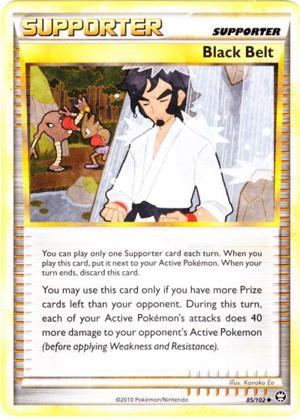 SUPPORTER
SUPPORTER
Black Belt
You can play only one Supporter card each turn. When you
play this card, put it next to your Active Pokémon. When your
turn ends, discard this card.
You may use this card only if you have more Prize
cards left than your opponent. During this turn,
each of your Active Pokémon's attacks does 40
more damage to your opponent's Active Pokemon
(before applying Weakness and Resistance).
Illus. Kanako Eo
©2010 Pokémon/Nintendo
85/102